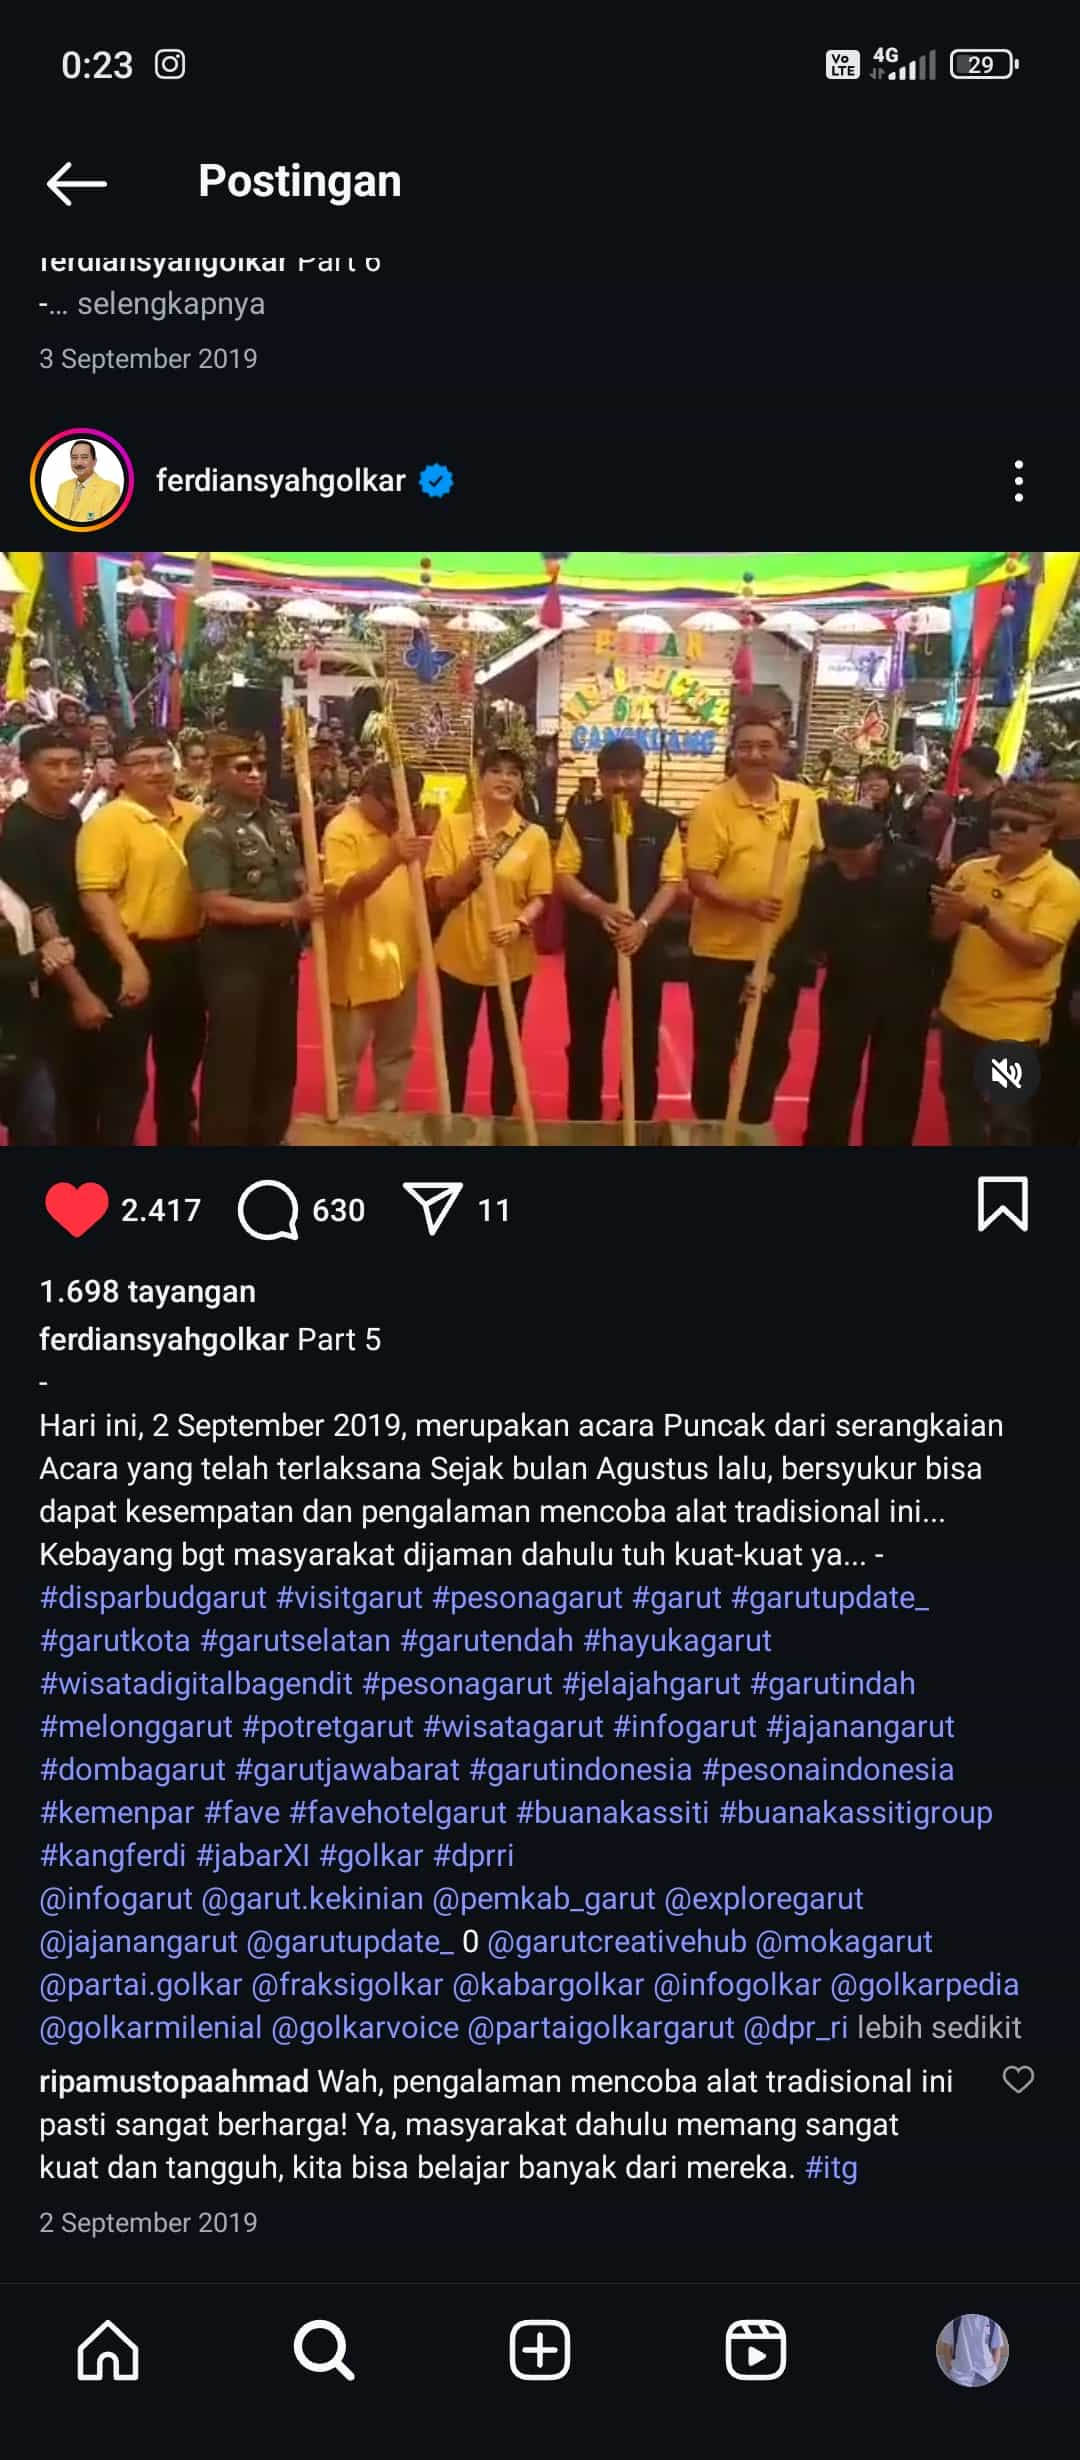 0:23
Vo LTE 4G 29
Postingan
ferdiansyahgolkar Part 6
-... selengkapnya
3 September 2019
ferdiansyahgolkar
CANGKUANG
2.417 630 11
1.698 tayangan
ferdiansyahgolkar Part 5
-
Hari ini, 2 September 2019, merupakan acara Puncak dari serangkaian
Acara yang telah terlaksana Sejak bulan Agustus lalu, bersyukur bisa
dapat kesempatan dan pengalaman mencoba alat tradisional ini...
Kebayang bgt masyarakat dijaman dahulu tuh kuat-kuat ya... -
#disparbudgarut #visitgarut #pesonagarut #garut #garutupdate_
#garutkota #garutselatan #garutendah #hayukagarut
#wisatadigitalbagendit #pesonagarut #jelajahgarut #garutindah
#melonggarut #potretgarut #wisatagarut #infogarut #jajanangarut
#dombagarut #garutjawabarat #garutindonesia #pesonaindonesia
#kemenpar #fave #favehotelgarut #buanakassiti #buanakassitigroup
#kangferdi #jabarXI #golkar #dprri
@infogarut @garut.kekinian @pemkab_garut @exploregarut
@jajanangarut @garutupdate_ 0 @garutcreativehub @mokagarut
@partai.golkar @fraksigolkar @kabargolkar @infogolkar @golkarpedia
@golkarmilenial @golkarvoice @partaigolkargarut @dpr_ri lebih sedikit
ripamustopaahmad Wah, pengalaman mencoba alat tradisional ini
pasti sangat berharga! Ya, masyarakat dahulu memang sangat
kuat dan tangguh, kita bisa belajar banyak dari mereka. #itg
2 September 2019